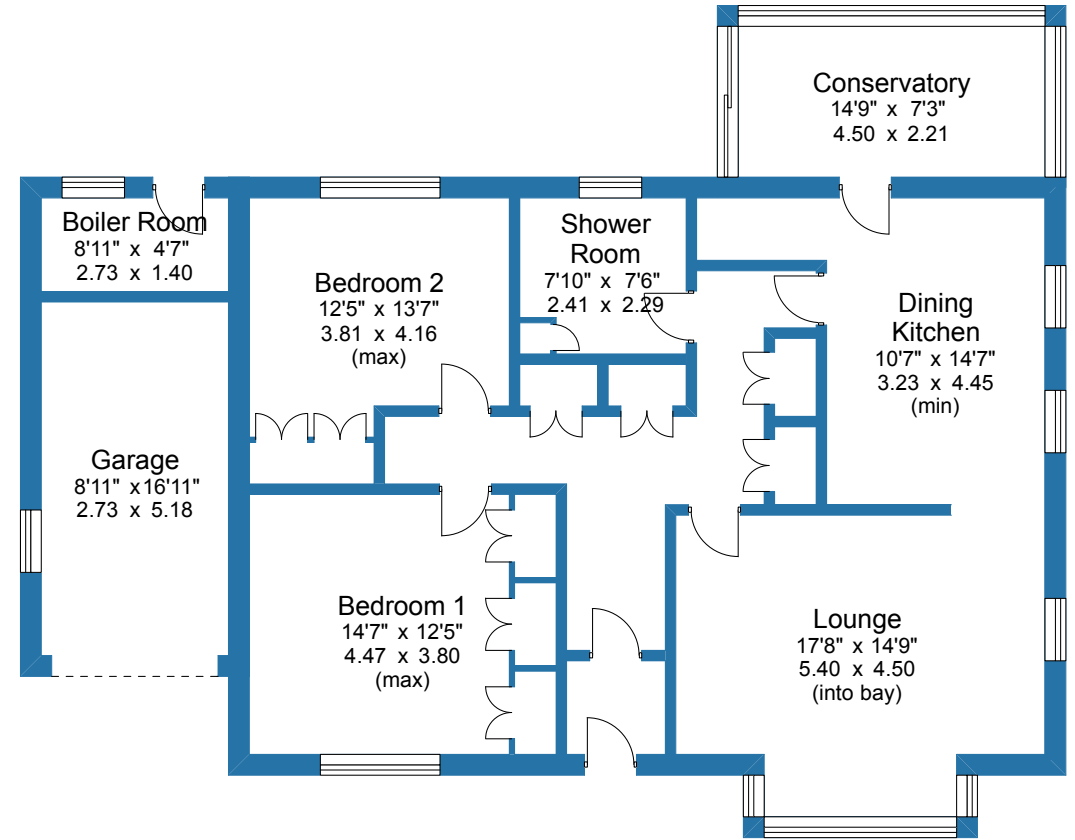 Conservatory
14'9" x 7'3"
4.50 x 2.21
Boiler Room
8'11" x 4'7"
2.73 x 1.40
Shower
Room
7'10" x 7'6"
2.41 x 2.29
Bedroom 2
12'5" x 13'7"
3.81 x 4.16
(max)
Dining
Kitchen
10'7" x 14'7"
3.23 x 4.45
(min)
Garage
8'11" x16'11"
2.73 x 5.18
Bedroom 1
14'7" x 12'5"
4.47 x 3.80
(max)
Lounge
17'8" x 14'9"
5.40 x 4.50
(into bay)